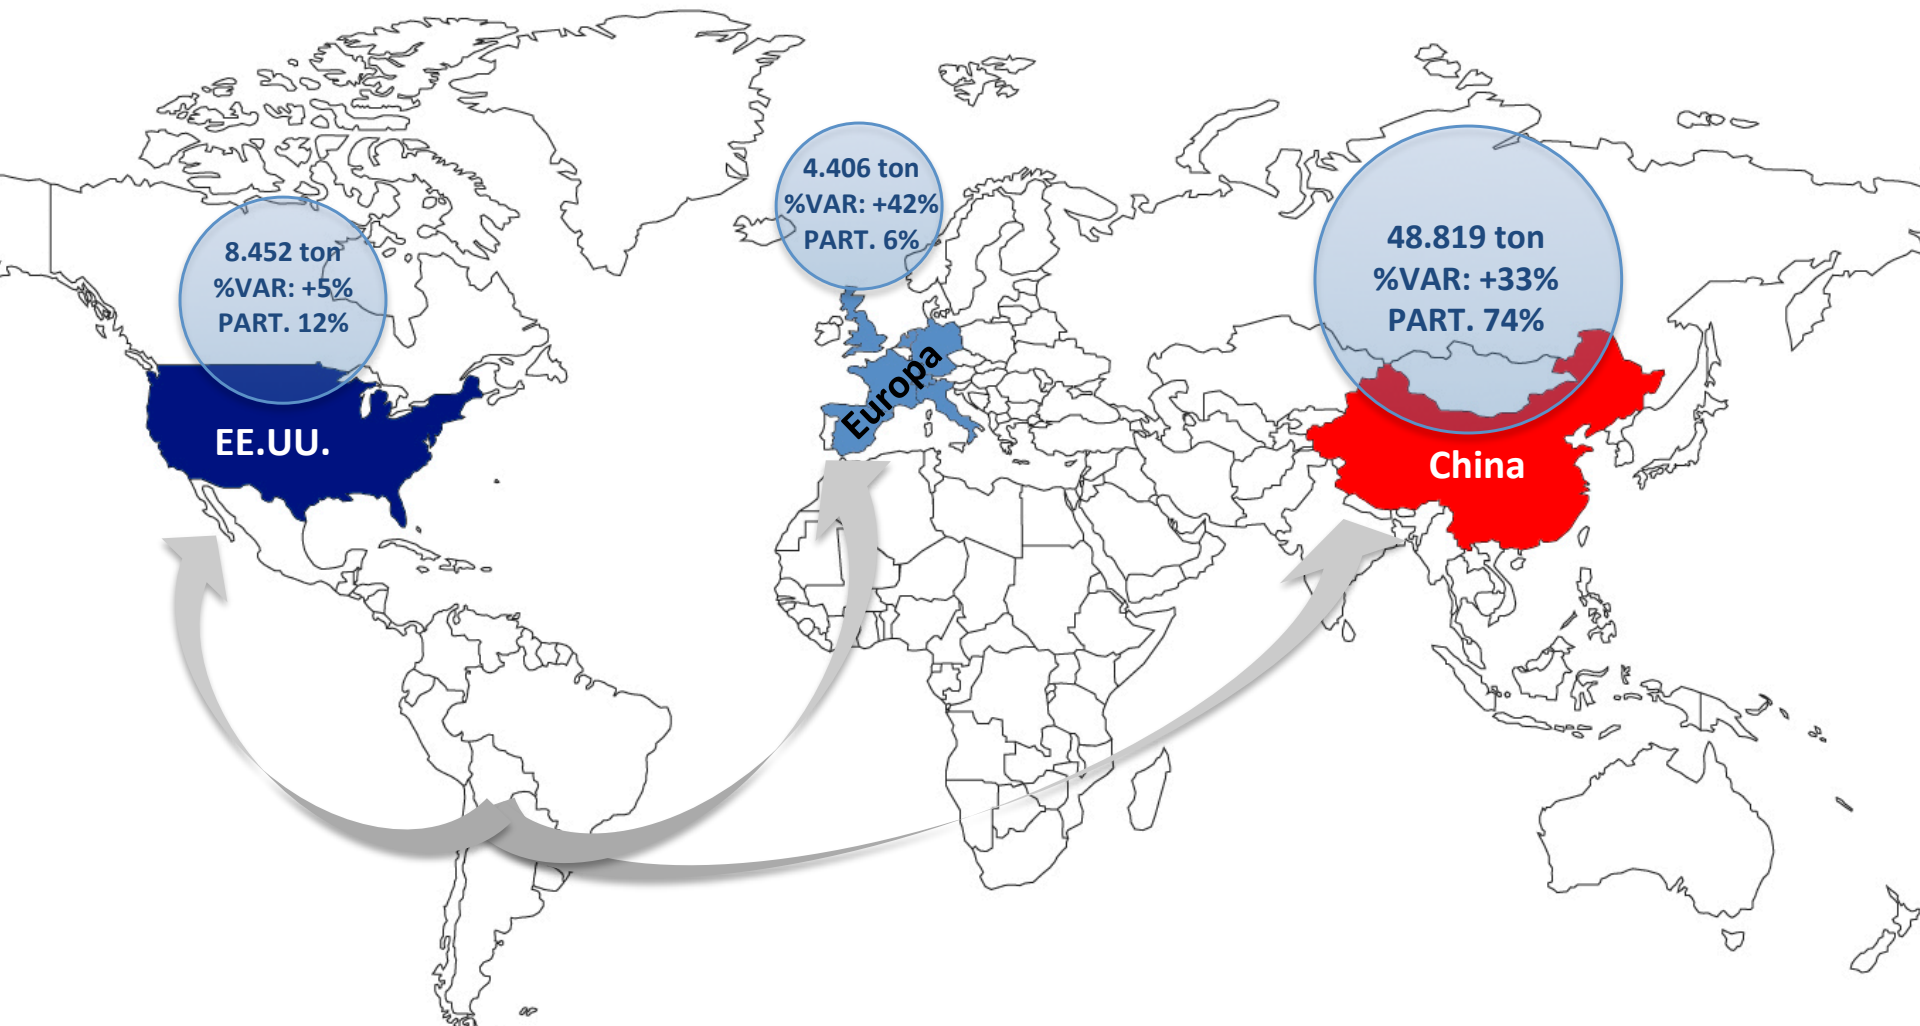 8.452 ton
%VAR: +5%
PART. 12%
EE.UU.
4.406 ton
%VAR: +42%
PART. 6%
Europa
48.819 ton
%VAR: +33%
PART. 74%
China